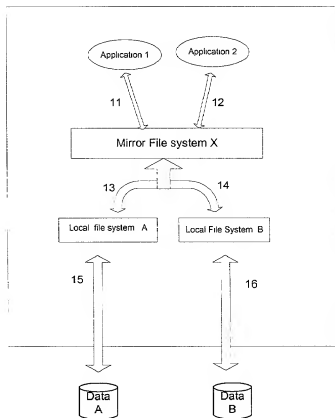 Application 1
Application 2
11
12
Mirror File system X
13
14
Local file system A
Local File System B
15
16
Data
A
Data
B